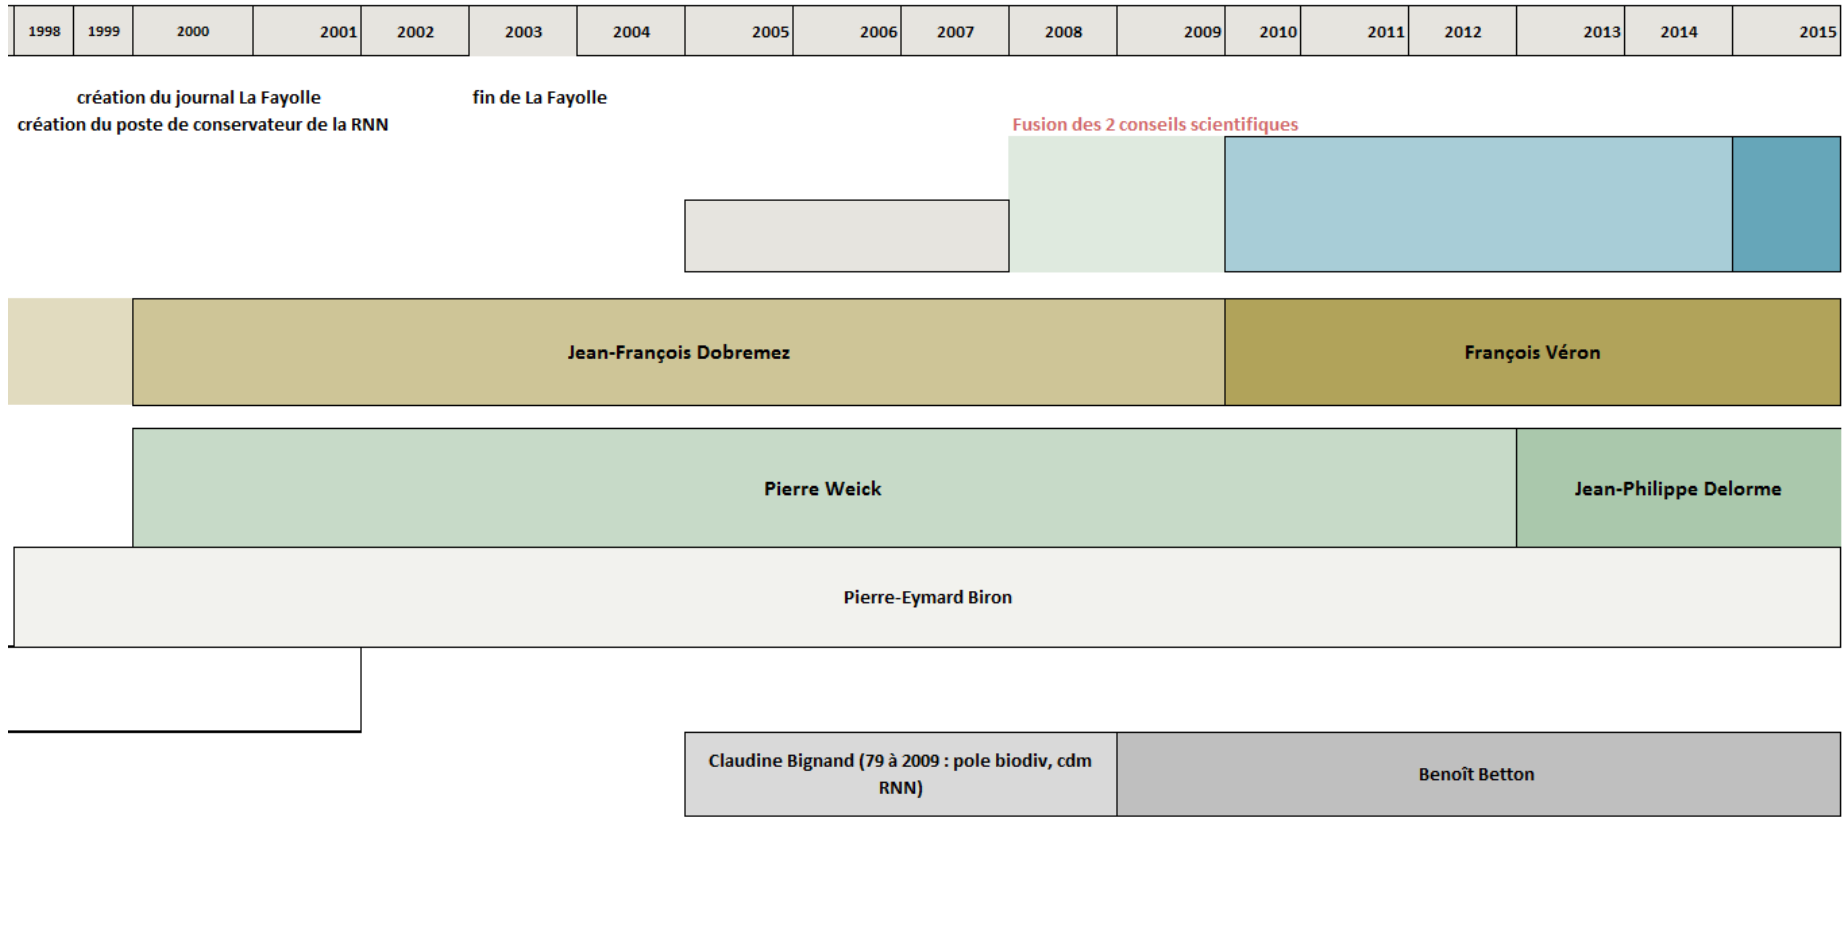 1998 1999 2000 2001 2002 2003 2004 2005 2006 2007 2008 2009 2010 2011 2012 2013 2014 2015
création du journal La Fayolle fin de La Fayolle
création du poste de conservateur de la RNN Fusion des 2 conseils scientifiques
Jean-François Dobremez François Véron
Pierre Weick Jean-Philippe Delorme
Pierre-Eymard Biron
Claudine Bignand (79 à 2009 : pole biodiv, cdm
RNN)
Benoît Betton